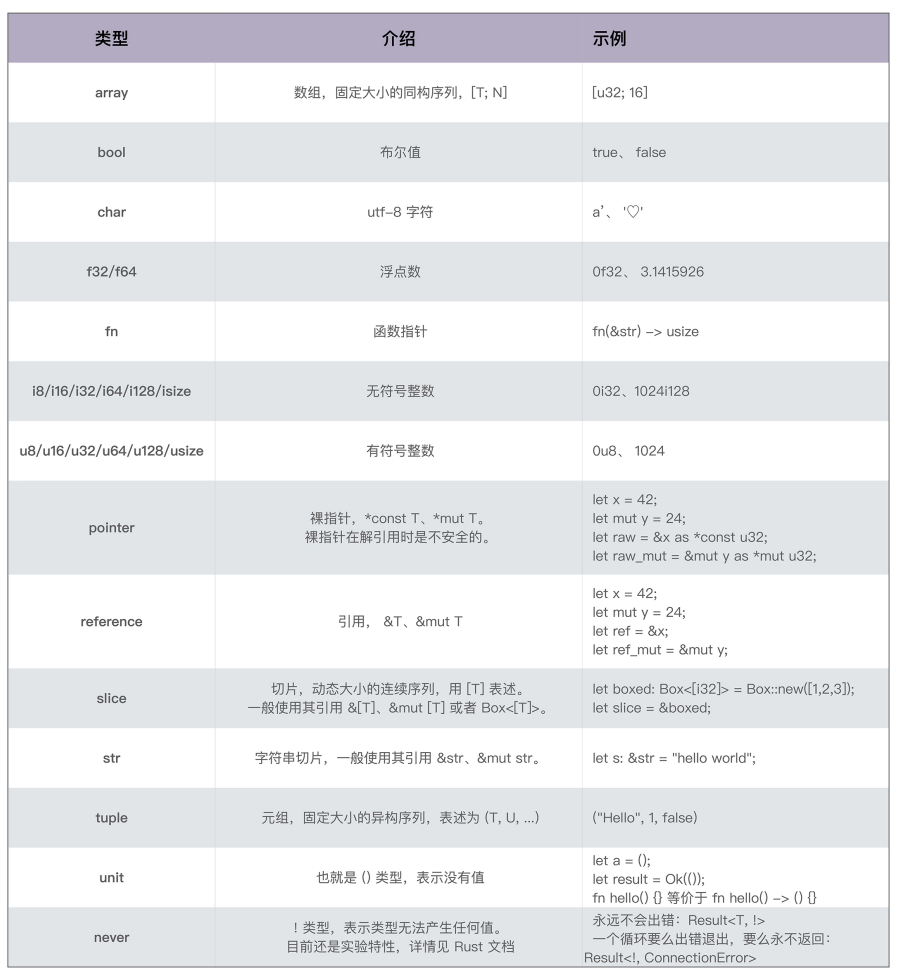 类型 介绍 示例
array 数组，固定大小的同构序列，[T; N] [u32; 16]
bool 布尔值 true、 false
char utf-8 字符 a’、 '♡'
f32/f64 浮点数 0f32、 3.1415926
fn 函数指针 fn(&str) -> usize
i8/i16/i32/i64/i128/isize 无符号整数 0i32、1024i128
u8/u16/u32/u64/u128/usize 有符号整数 0u8、 1024
pointer
裸指针，*const T、*mut T。
裸指针在解引用时是不安全的。
let x = 42;
let mut y = 24;
let raw = &x as *const u32;
let raw_mut = &mut y as *mut u32;
reference
引用， &T、&mut T
let x = 42;
let mut y = 24;
let ref = &x;
let ref_mut = &mut y;
slice
切片，动态大小的连续序列，用 [T] 表述。
一般使用其引用 &[T]、&mut [T] 或者 Box<[T]>。
let boxed: Box<[i32]> = Box::new([1,2,3]);
let slice = &boxed;
str 字符串切片，一般使用其引用 &str、&mut str。 let s: &str = "hello world";
tuple 元组，固定大小的异构序列，表述为 (T, U, ...) ("Hello", 1, false)
unit
也就是 () 类型，表示没有值
let a = ();
let result = Ok(());
fn hello() {} 等价于 fn hello() -> () {}
never
! 类型，表示类型无法产生任何值。
目前还是实验特性，详情见 Rust 文档
永远不会出错：Result<T, !>
一个循环要么出错退出，要么永不返回：
Result<!, ConnectionError>